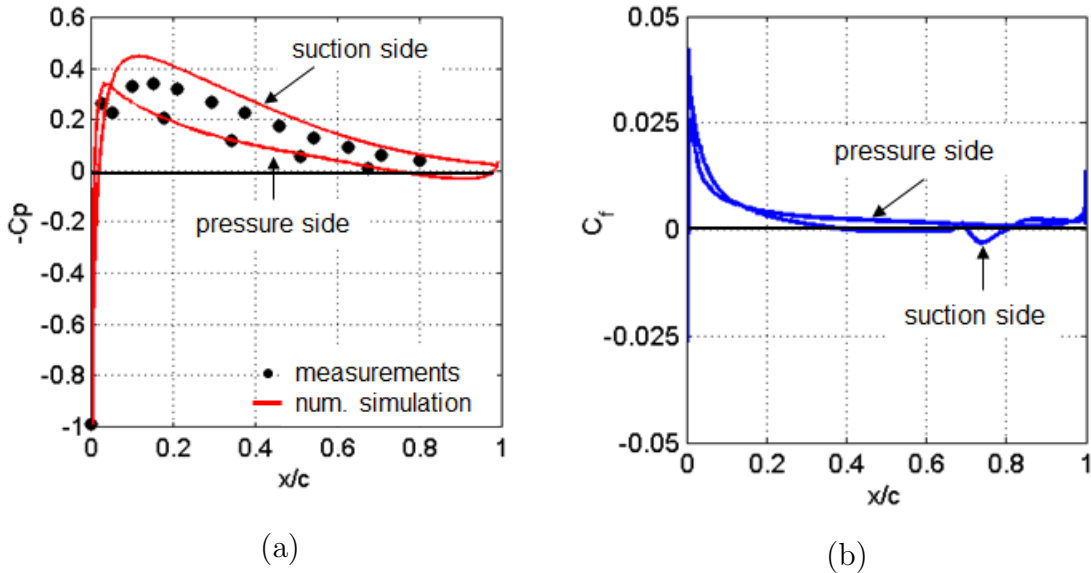 0.6
0.4
0.2
0
-0.2
-0.4
0.6
-0.8
-1
-Cp
suction side
pressure side
measurements
num. simulation
0 0.2 0.4 0.6 0.8 1
x/c
(a)
0.05
0.025
0
-0.025
-0.05
C_f
pressure side
suction side
0 0.2 0.4 0.6 0.8 1
x/c
(b)